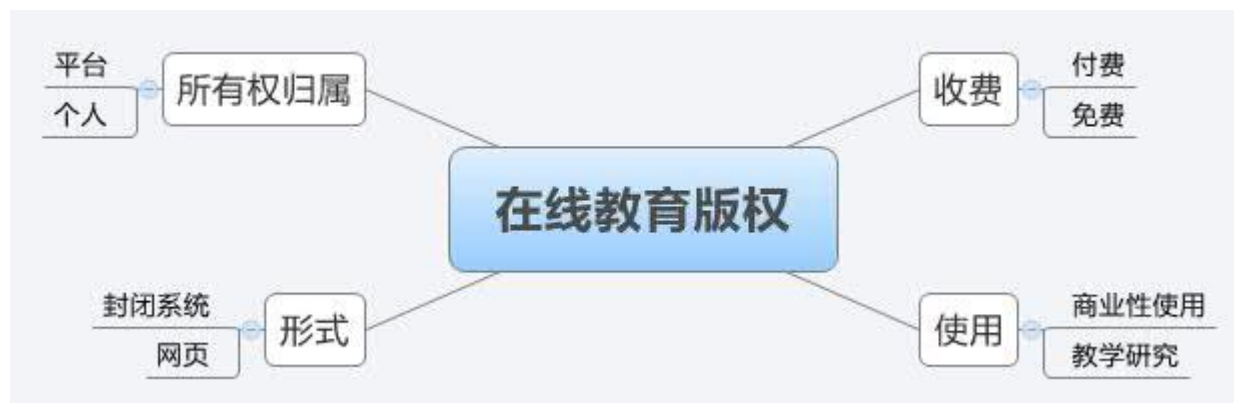 平台
个人
所有权归属
收费
付费
免费
在线教育版权
封闭系统
网页
形式
使用
商业性使用
教学研究